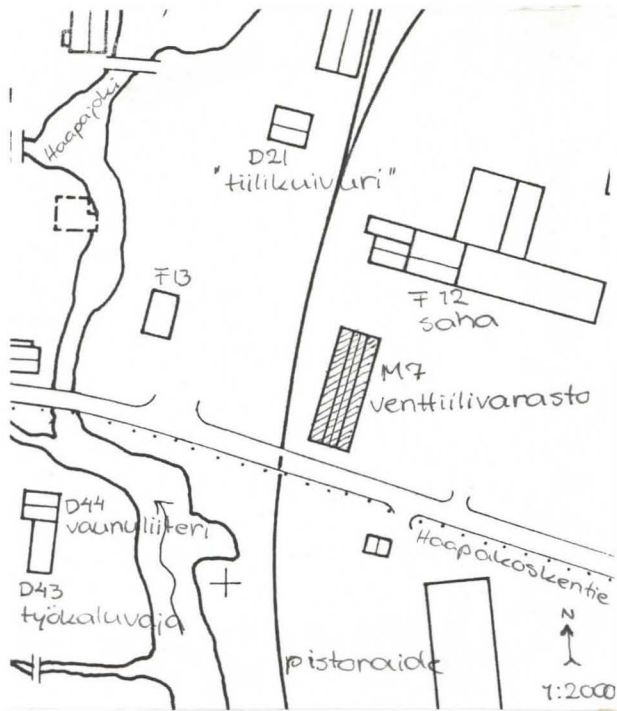 Haapajoki
D21
"tiilikuivuri"
F13
F 12
saha
M7
venttiilivarasto
D44
vaunuliiteri
Haapakoskentie
D43
työkaluvaja
N
pistoraide
1:2000